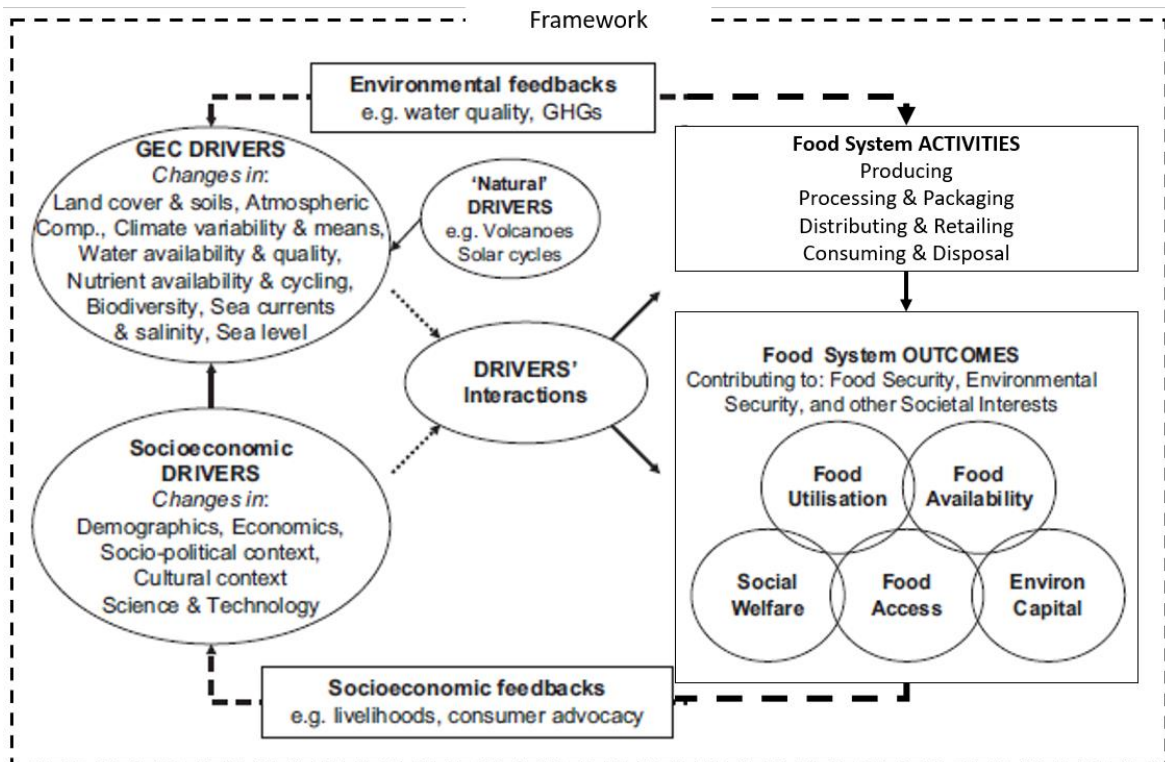 Framework
Environmental feedbacks
e.g. water quality, GHGs
GEC DRIVERS
Changes in:
Land cover & soils, Atmospheric
Comp., Climate variability & means,
Water availability & quality,
Nutrient availability & cycling,
Biodiversity, Sea currents
& salinity, Sea level
'Natural'
DRIVERS
e.g. Volcanoes
Solar cycles
Food System ACTIVITIES
Producing
Processing & Packaging
Distributing & Retailing
Consuming & Disposal
DRIVERS'
Interactions
Food System OUTCOMES
Contributing to: Food Security, Environmental
Security, and other Societal Interests
Food
Utilisation
Food
Availability
Social
Welfare
Food
Access
Environ
Capital
Socioeconomic
DRIVERS
Changes in:
Demographics, Economics,
Socio-political context,
Cultural context
Science & Technology
Socioeconomic feedbacks
e.g. livelihoods, consumer advocacy